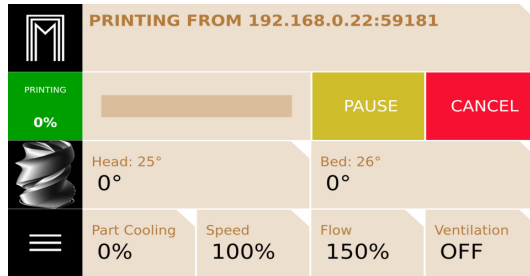 PRINTING FROM 192.168.0.22:59181
PRINTING
0%
PAUSE
CANCEL
Head: 25°
0°
Bed: 26°
0°
Part Cooling
0%
Speed
100%
Flow
150%
Ventilation
OFF